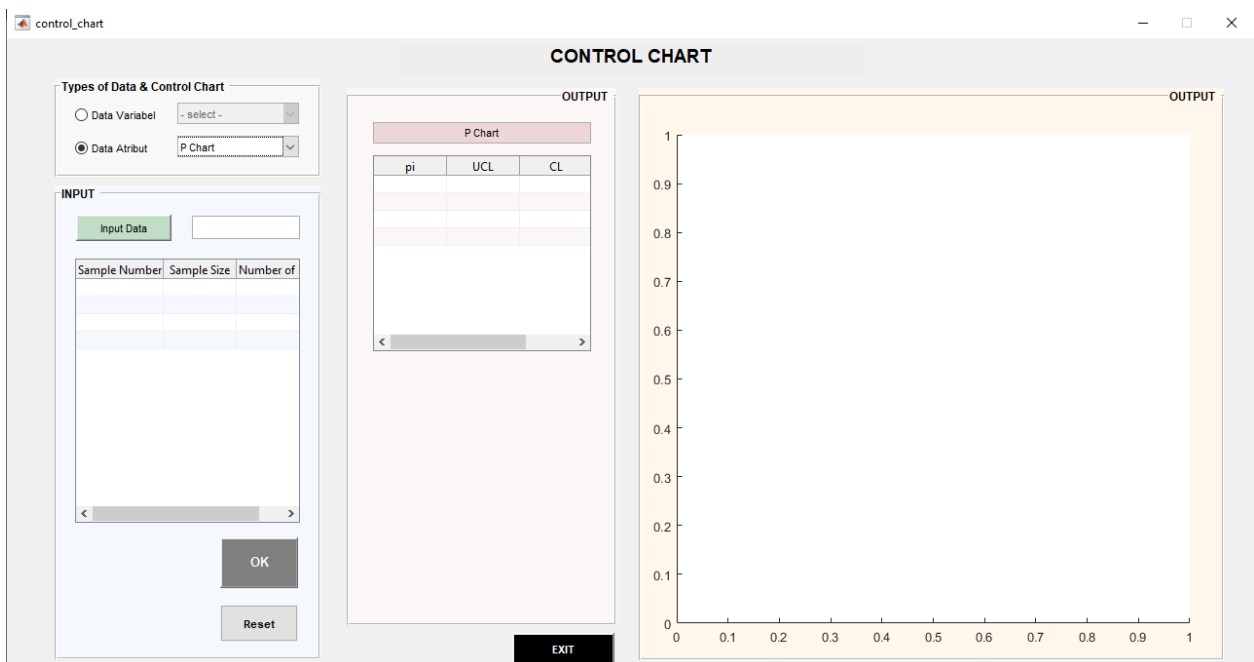 control_chart
CONTROL CHART
Types of Data & Control Chart
Data Variabel
- select -
Data Atribut
P Chart
INPUT
Input Data
Sample Number Sample Size Number of
OK
Reset
OUTPUT
P Chart
pi UCL CL
EXIT
OUTPUT
1
0.9
0.8
0.7
0.6
0.5
0.4
0.3
0.2
0.1
0
0 0.1 0.2 0.3 0.4 0.5 0.6 0.7 0.8 0.9 1